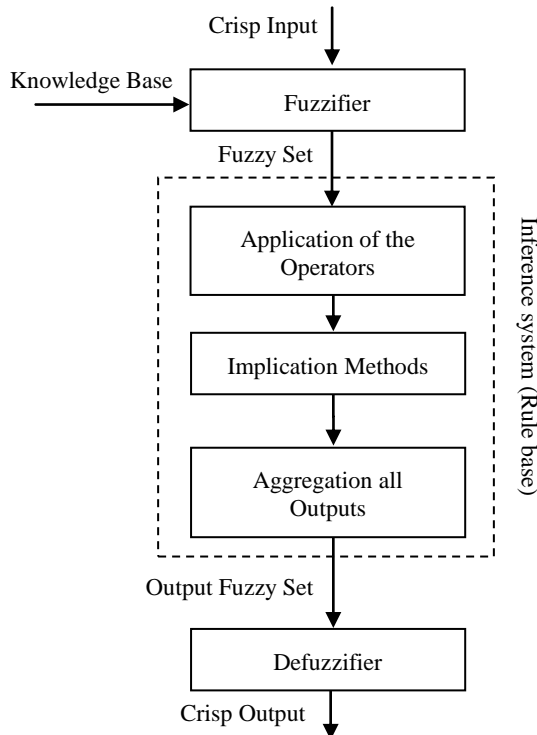 Crisp Input
Knowledge Base
Fuzzifier
Fuzzy Set
Application of the
Operators
Implication Methods
Aggregation all
Outputs
Inference system (Rule base)
Output Fuzzy Set
Defuzzifier
Crisp Output